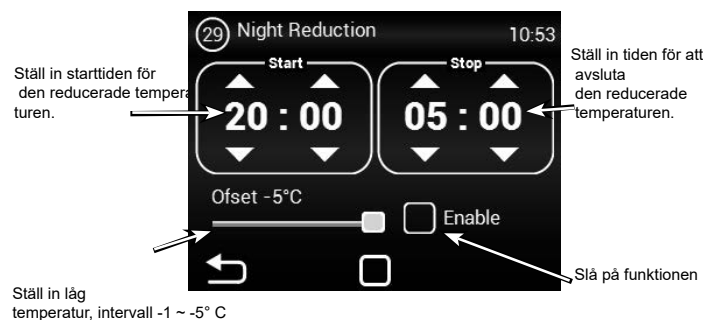 29 Night Reduction 10:53
Ställ in starttiden för
den reducerade tempera
turen.
Start
20 : 00
Stop
05 : 00
Ställ in tiden för att
avsluta
den reducerade
temperaturen.
Ofset -5°C
Enable
Slå på funktionen
Ställ in låg
temperatur, intervall -1 ~ -5° C